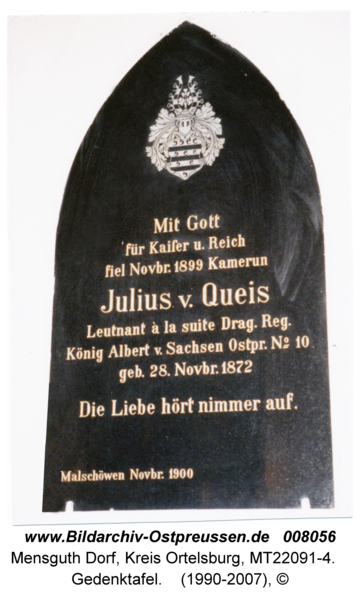 Mit Gott
für Kaiser u. Reich
fiel Novbr. 1899 Kamerun
Julius v. Queis
Leutnant à la suite Drag. Reg.
König Albert v. Sachsen Ostpr. No 10
geb. 28. Novbr. 1872
Die Liebe hört nimmer auf.
Malschöwen Novbr. 1900
www.Bildarchiv-Ostpreussen.de 008056
Mensguth Dorf, Kreis Ortelsburg, MT22091-4.
Gedenktafel. (1990-2007), ©